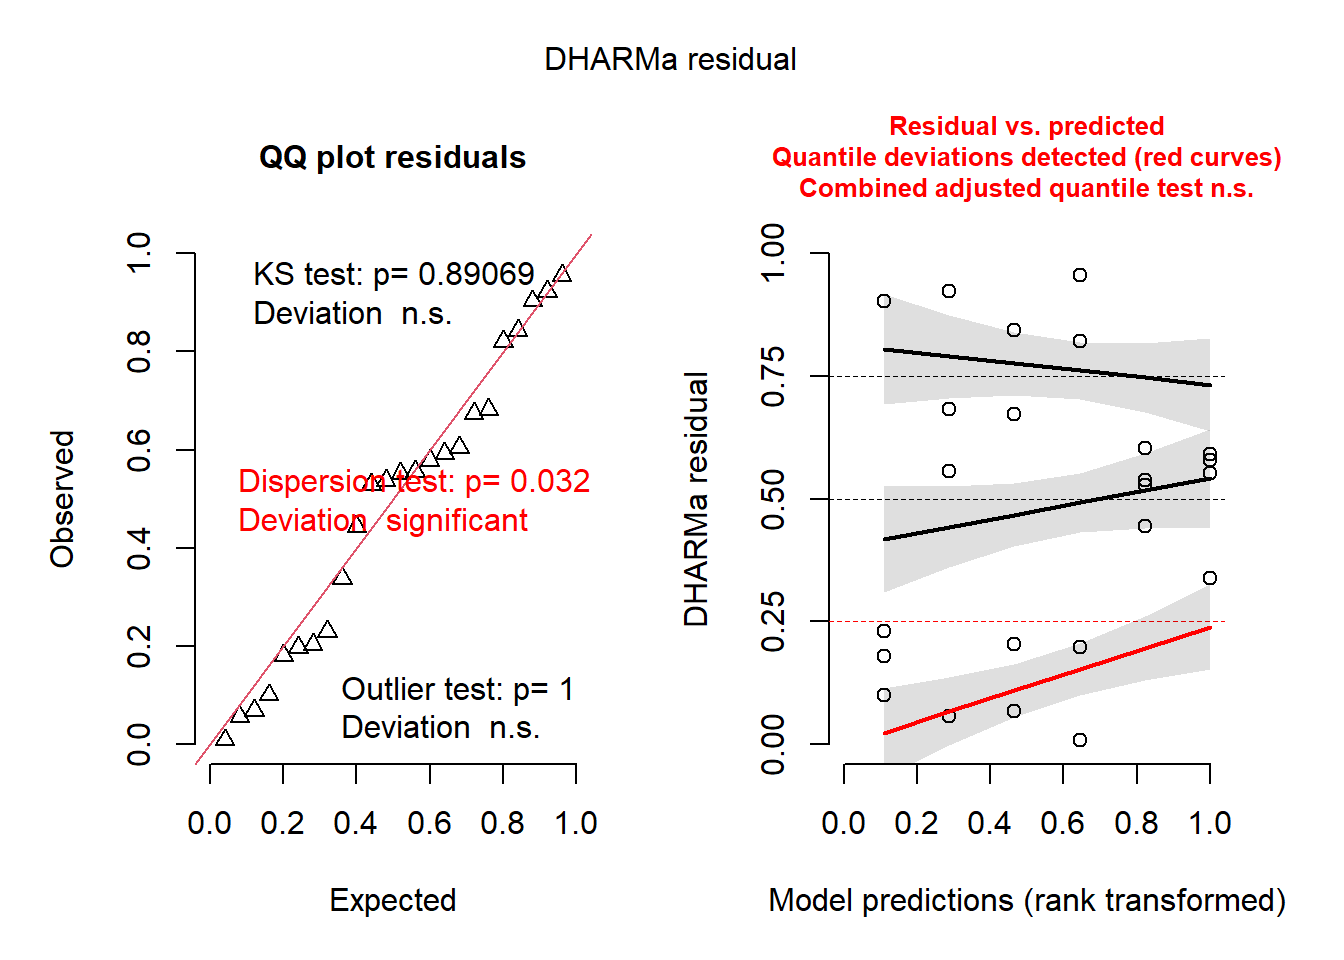 DHARMa residual
QQ plot residuals
KS test: p= 0.89069
Deviation  n.s.
Dispersion test: p= 0.032
Deviation  significant
Outlier test: p= 1
Deviation  n.s.
Observed
0.0 0.2 0.4 0.6 0.8 1.0
0.0 0.2 0.4 0.6 0.8 1.0
Expected
Residual vs. predicted
Quantile deviations detected (red curves)
Combined adjusted quantile test n.s.
DHARMa residual
0.00 0.25 0.50 0.75 1.00
0.0 0.2 0.4 0.6 0.8 1.0
Model predictions (rank transformed)